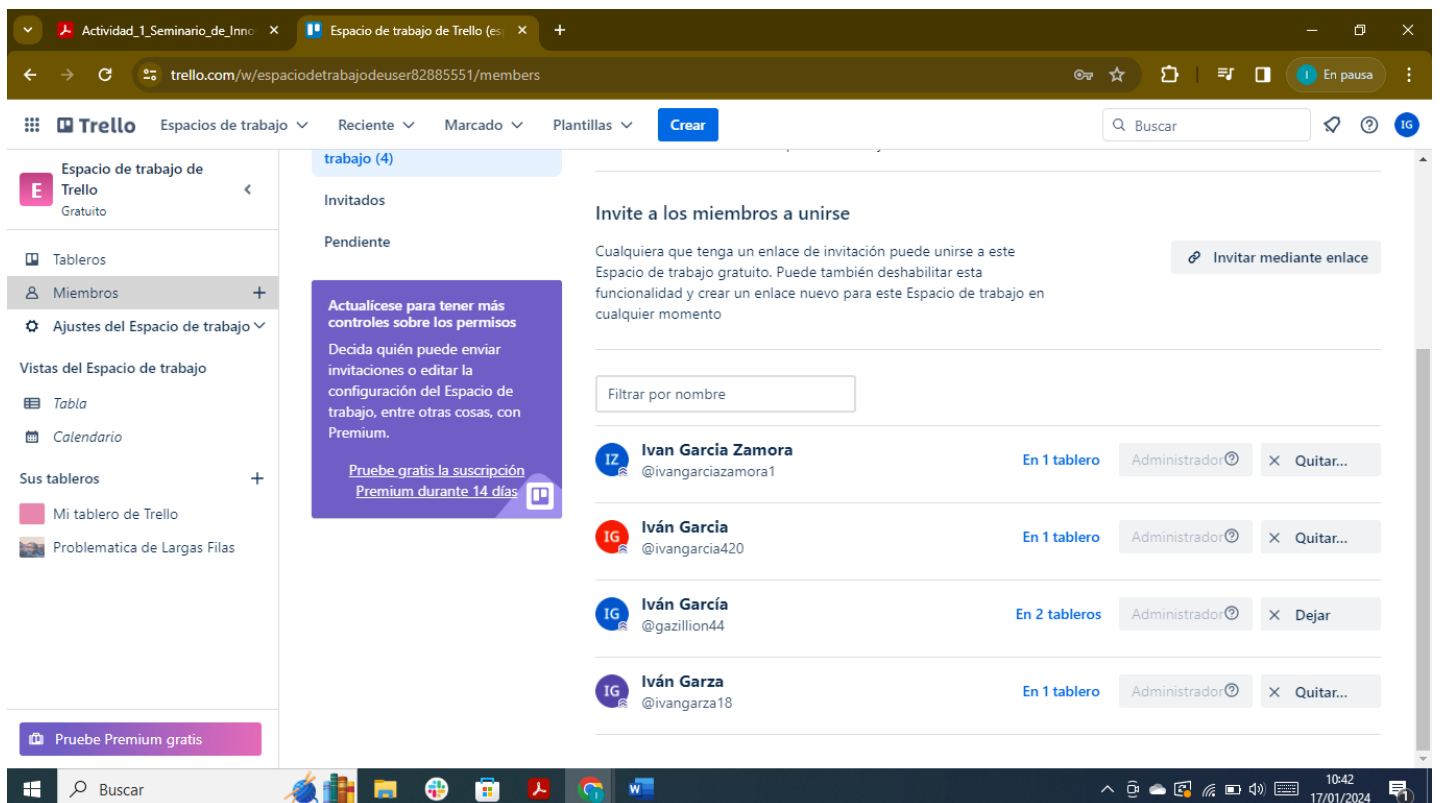 Actividad_1_Seminario_de_Inno
Espacio de trabajo de Trello (es
trello.com/w/espaciodetrabajodeuser82885551/members
En pausa
Trello
Espacios de trabajo
Reciente
Marcado
Plantillas
Crear
Buscar
IG
E
Espacio de trabajo de
Trello
Gratuito
Tableros
Miembros
Ajustes del Espacio de trabajo
Vistas del Espacio de trabajo
Tabla
Calendario
Sus tableros
Mi tablero de Trello
Problematica de Largas Filas
Pruebe Premium gratis
trabajo (4)
Invitados
Pendiente
Actualícese para tener más
controles sobre los permisos
Decida quién puede enviar
invitaciones o editar la
configuración del Espacio de
trabajo, entre otras cosas, con
Premium.
Pruebe gratis la suscripción
Premium durante 14 días
Invite a los miembros a unirse
Cualquiera que tenga un enlace de invitación puede unirse a este
Espacio de trabajo gratuito. Puede también deshabilitar esta
funcionalidad y crear un enlace nuevo para este Espacio de trabajo en
cualquier momento
Invitar mediante enlace
Filtrar por nombre
IZ
Ivan Garcia Zamora
@ivangarciazamora1
En 1 tablero
Administrador
Quitar...
IG
Iván Garcia
@ivangarcia420
En 1 tablero
Administrador
Quitar...
IG
Iván García
@gazillion44
En 2 tableros
Administrador
Dejar
IG
Iván Garza
@ivangarza18
En 1 tablero
Administrador
Quitar...
Buscar
10:42
17/01/2024